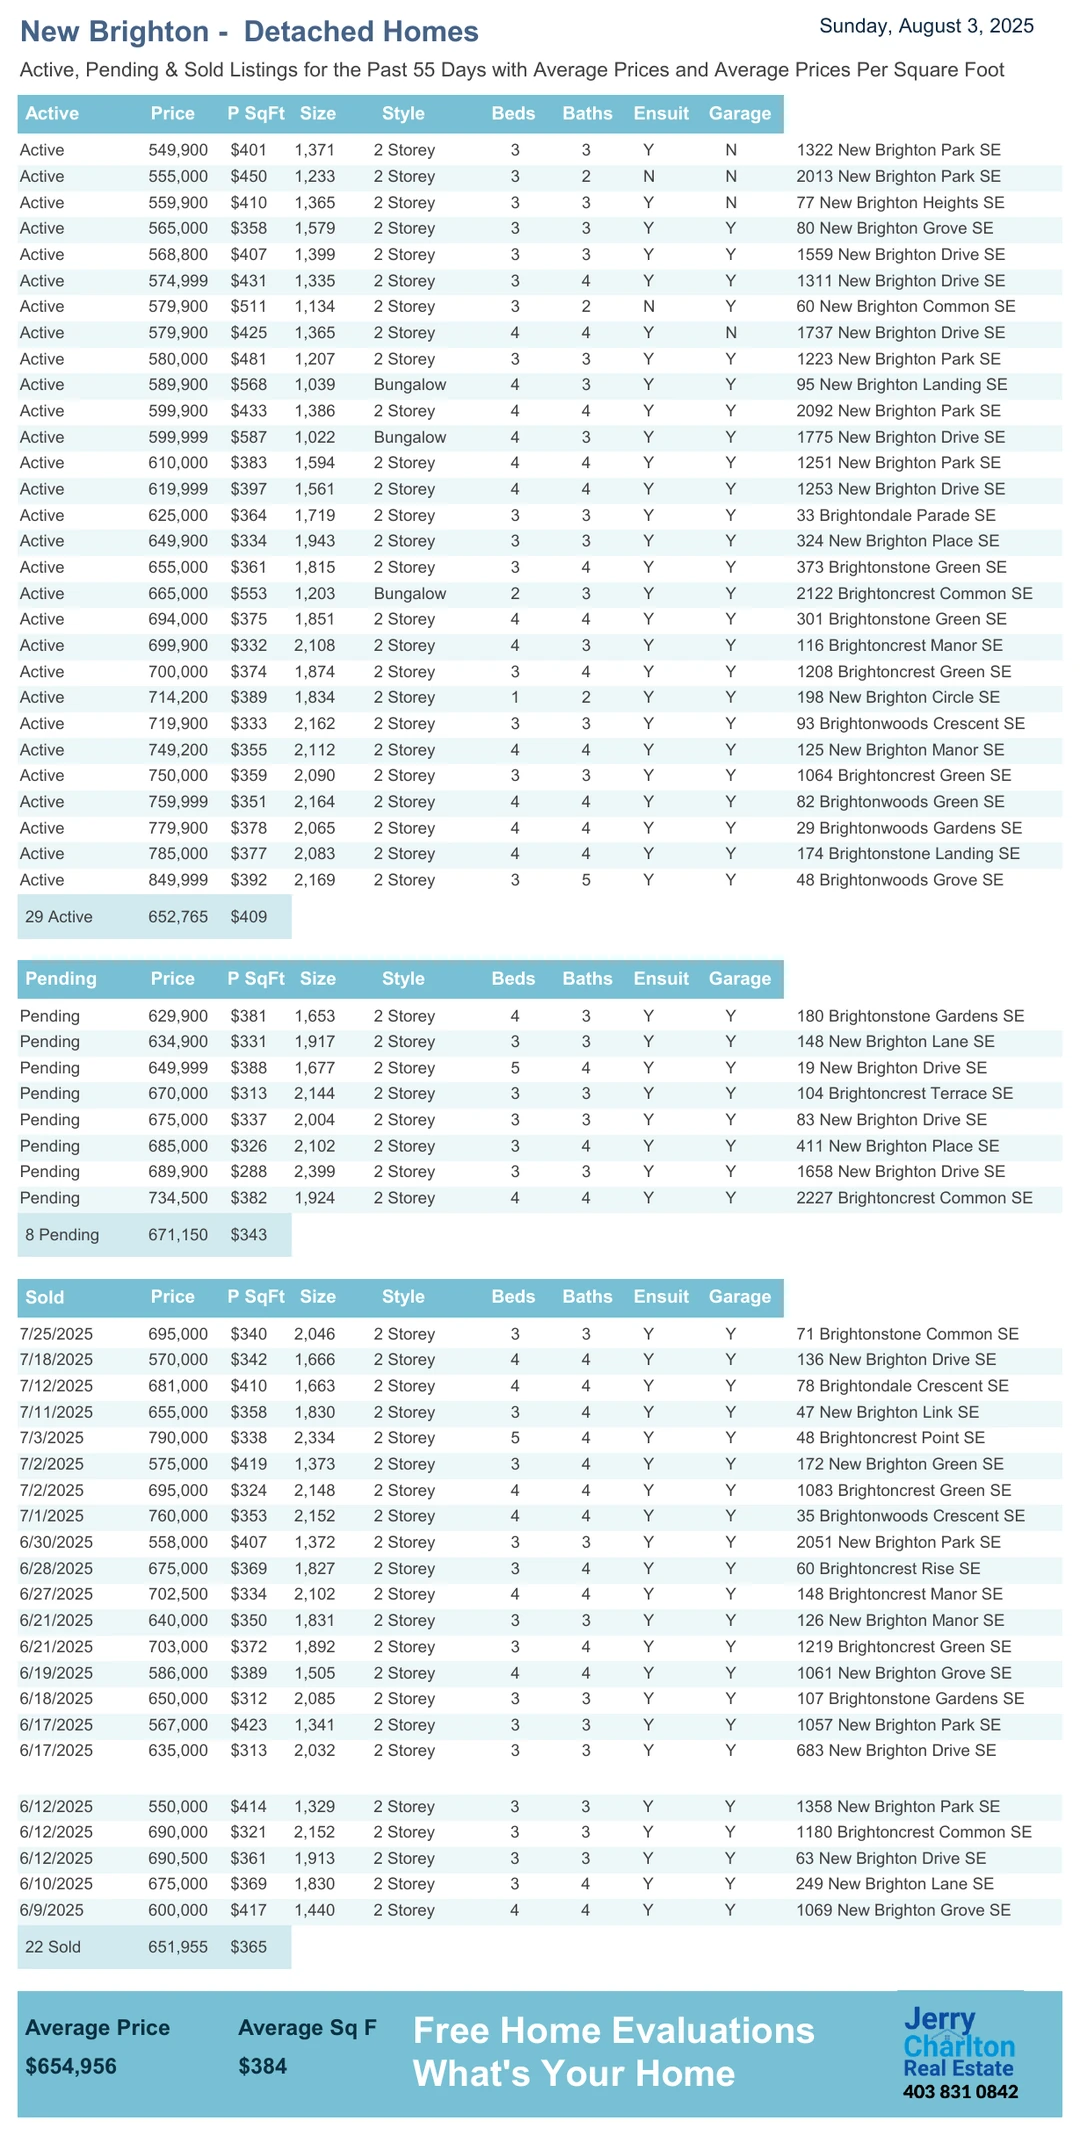 New Brighton - Detached Homes
Sunday, August 3, 2025
Active, Pending & Sold Listings for the Past 55 Days with Average Prices and Average Prices Per Square Foot
Active Price P SqFt Size Style Beds Baths Ensuit Garage
Active 549,900 $401 1,371 2 Storey 3 3 Y N 1322 New Brighton Park SE
Active 555,000 $450 1,233 2 Storey 3 2 N N 2013 New Brighton Park SE
Active 559,900 $410 1,365 2 Storey 3 3 Y N 77 New Brighton Heights SE
Active 565,000 $358 1,579 2 Storey 3 3 Y Y 80 New Brighton Grove SE
Active 568,800 $407 1,399 2 Storey 3 3 Y Y 1559 New Brighton Drive SE
Active 574,999 $431 1,335 2 Storey 3 4 Y Y 1311 New Brighton Drive SE
Active 579,900 $511 1,134 2 Storey 3 2 N Y 60 New Brighton Common SE
Active 579,900 $425 1,365 2 Storey 4 4 Y N 1737 New Brighton Drive SE
Active 580,000 $481 1,207 2 Storey 3 3 Y Y 1223 New Brighton Park SE
Active 589,900 $568 1,039 Bungalow 4 3 Y Y 95 New Brighton Landing SE
Active 599,900 $433 1,386 2 Storey 4 4 Y Y 2092 New Brighton Park SE
Active 599,999 $587 1,022 Bungalow 4 3 Y Y 1775 New Brighton Drive SE
Active 610,000 $383 1,594 2 Storey 4 4 Y Y 1251 New Brighton Park SE
Active 619,999 $397 1,561 2 Storey 4 4 Y Y 1253 New Brighton Drive SE
Active 625,000 $364 1,719 2 Storey 3 3 Y Y 33 Brightondale Parade SE
Active 649,900 $334 1,943 2 Storey 3 3 Y Y 324 New Brighton Place SE
Active 655,000 $361 1,815 2 Storey 3 4 Y Y 373 Brightonstone Green SE
Active 665,000 $553 1,203 Bungalow 2 3 Y Y 2122 Brightoncrest Common SE
Active 694,000 $375 1,851 2 Storey 4 4 Y Y 301 Brightonstone Green SE
Active 699,900 $332 2,108 2 Storey 4 3 Y Y 116 Brightoncrest Manor SE
Active 700,000 $374 1,874 2 Storey 3 4 Y Y 1208 Brightoncrest Green SE
Active 714,200 $389 1,834 2 Storey 1 2 Y Y 198 New Brighton Circle SE
Active 719,900 $333 2,162 2 Storey 3 3 Y Y 93 Brightonwoods Crescent SE
Active 749,200 $355 2,112 2 Storey 4 4 Y Y 125 New Brighton Manor SE
Active 750,000 $359 2,090 2 Storey 3 3 Y Y 1064 Brightoncrest Green SE
Active 759,999 $351 2,164 2 Storey 4 4 Y Y 82 Brightonwoods Green SE
Active 779,900 $378 2,065 2 Storey 4 4 Y Y 29 Brightonwoods Gardens SE
Active 785,000 $377 2,083 2 Storey 4 4 Y Y 174 Brightonstone Landing SE
Active 849,999 $392 2,169 2 Storey 3 5 Y Y 48 Brightonwoods Grove SE
29 Active 652,765 $409
Pending Price P SqFt Size Style Beds Baths Ensuit Garage
Pending 629,900 $381 1,653 2 Storey 4 3 Y Y 180 Brightonstone Gardens SE
Pending 634,900 $331 1,917 2 Storey 3 3 Y Y 148 New Brighton Lane SE
Pending 649,999 $388 1,677 2 Storey 5 4 Y Y 19 New Brighton Drive SE
Pending 670,000 $313 2,144 2 Storey 3 3 Y Y 104 Brightoncrest Terrace SE
Pending 675,000 $337 2,004 2 Storey 3 3 Y Y 83 New Brighton Drive SE
Pending 685,000 $326 2,102 2 Storey 3 4 Y Y 411 New Brighton Place SE
Pending 689,900 $288 2,399 2 Storey 3 3 Y Y 1658 New Brighton Drive SE
Pending 734,500 $382 1,924 2 Storey 4 4 Y Y 2227 Brightoncrest Common SE
8 Pending 671,150 $343
Sold Price P SqFt Size Style Beds Baths Ensuit Garage
7/25/2025 695,000 $340 2,046 2 Storey 3 3 Y Y 71 Brightonstone Common SE
7/18/2025 570,000 $342 1,666 2 Storey 4 4 Y Y 136 New Brighton Drive SE
7/12/2025 681,000 $410 1,663 2 Storey 4 4 Y Y 78 Brightondale Crescent SE
7/11/2025 655,000 $358 1,830 2 Storey 3 4 Y Y 47 New Brighton Link SE
7/3/2025 790,000 $338 2,334 2 Storey 5 4 Y Y 48 Brightoncrest Point SE
7/2/2025 575,000 $419 1,373 2 Storey 3 4 Y Y 172 New Brighton Green SE
7/2/2025 695,000 $324 2,148 2 Storey 4 4 Y Y 1083 Brightoncrest Green SE
7/1/2025 760,000 $353 2,152 2 Storey 4 4 Y Y 35 Brightonwoods Crescent SE
6/30/2025 558,000 $407 1,372 2 Storey 3 3 Y Y 2051 New Brighton Park SE
6/28/2025 675,000 $369 1,827 2 Storey 3 4 Y Y 60 Brightoncrest Rise SE
6/27/2025 702,500 $334 2,102 2 Storey 4 4 Y Y 148 Brightoncrest Manor SE
6/21/2025 640,000 $350 1,831 2 Storey 3 3 Y Y 126 New Brighton Manor SE
6/21/2025 703,000 $372 1,892 2 Storey 3 4 Y Y 1219 Brightoncrest Green SE
6/19/2025 586,000 $389 1,505 2 Storey 4 4 Y Y 1061 New Brighton Grove SE
6/18/2025 650,000 $312 2,085 2 Storey 3 3 Y Y 107 Brightonstone Gardens SE
6/17/2025 567,000 $423 1,341 2 Storey 3 3 Y Y 1057 New Brighton Park SE
6/17/2025 635,000 $313 2,032 2 Storey 3 3 Y Y 683 New Brighton Drive SE
6/12/2025 550,000 $414 1,329 2 Storey 3 3 Y Y 1358 New Brighton Park SE
6/12/2025 690,000 $321 2,152 2 Storey 3 3 Y Y 1180 Brightoncrest Common SE
6/12/2025 690,500 $361 1,913 2 Storey 3 3 Y Y 63 New Brighton Drive SE
6/10/2025 675,000 $369 1,830 2 Storey 3 4 Y Y 249 New Brighton Lane SE
6/9/2025 600,000 $417 1,440 2 Storey 4 4 Y Y 1069 New Brighton Grove SE
22 Sold 651,955 $365
Average Price Average Sq F
$654,956 $384
Free Home Evaluations
What's Your Home
Jerry
Charlton
Real Estate
403 831 0842